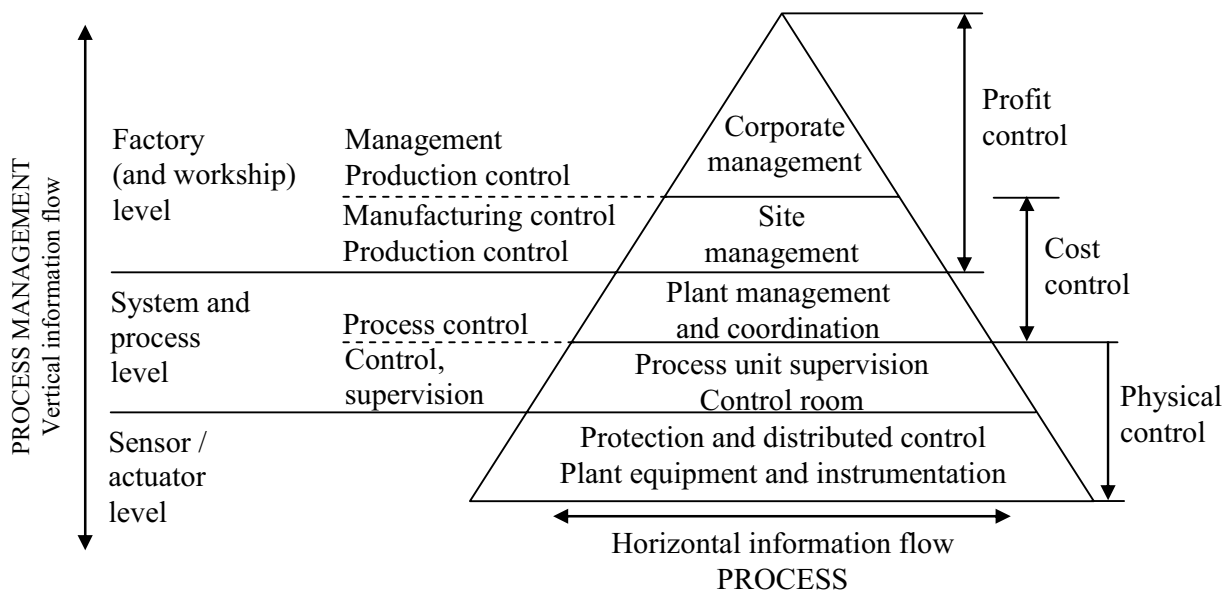 PROCESS MANAGEMENT
Vertical information flow
Factory
(and workship)
level
Management
Production control
Manufacturing control
Production control
System and
process
level
Process control
Control,
supervision
Sensor /
actuator
level
Corporate
management
Site
management
Plant management
and coordination
Process unit supervision
Control room
Protection and distributed control
Plant equipment and instrumentation
Profit
control
Cost
control
Physical
control
Horizontal information flow
PROCESS